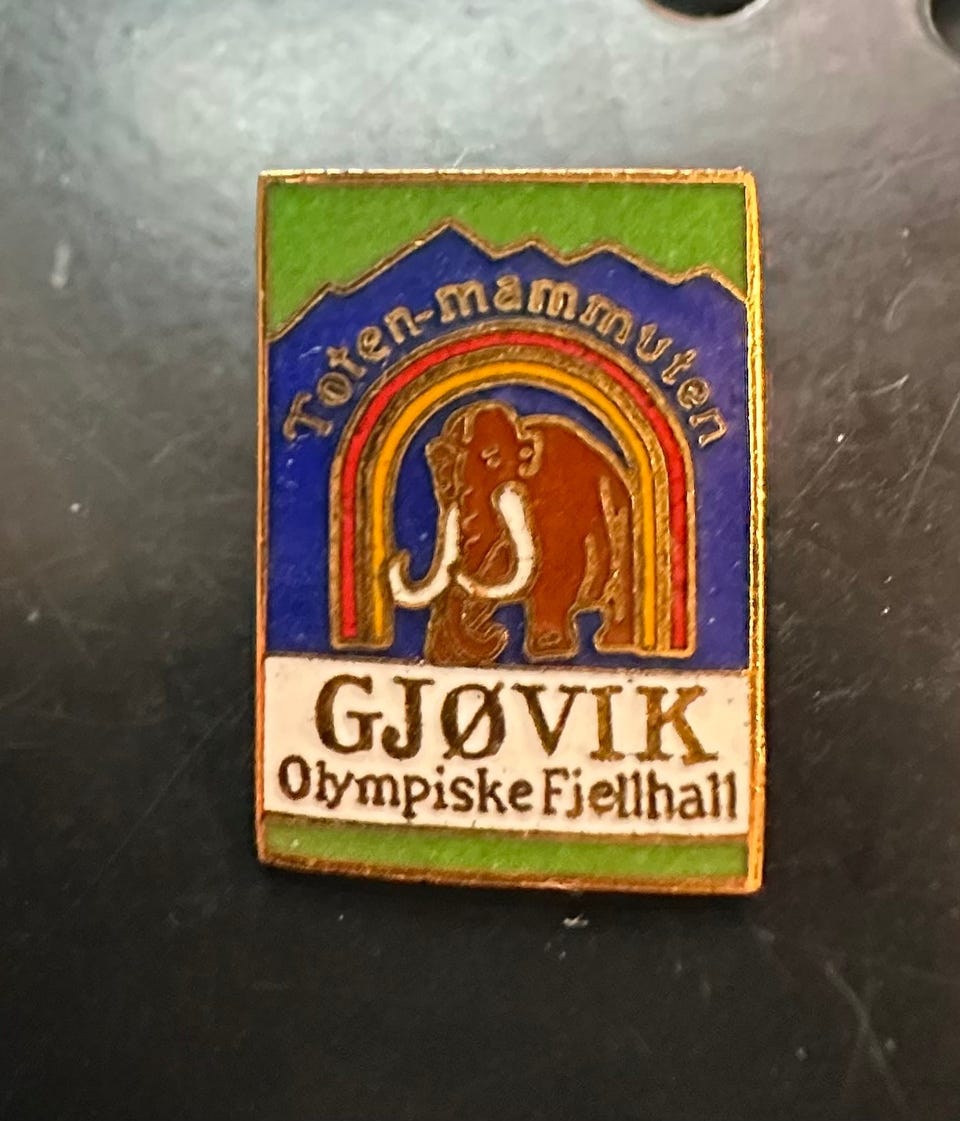 Toten-mammuten
GJØVIK
Olympiske Fjellhall